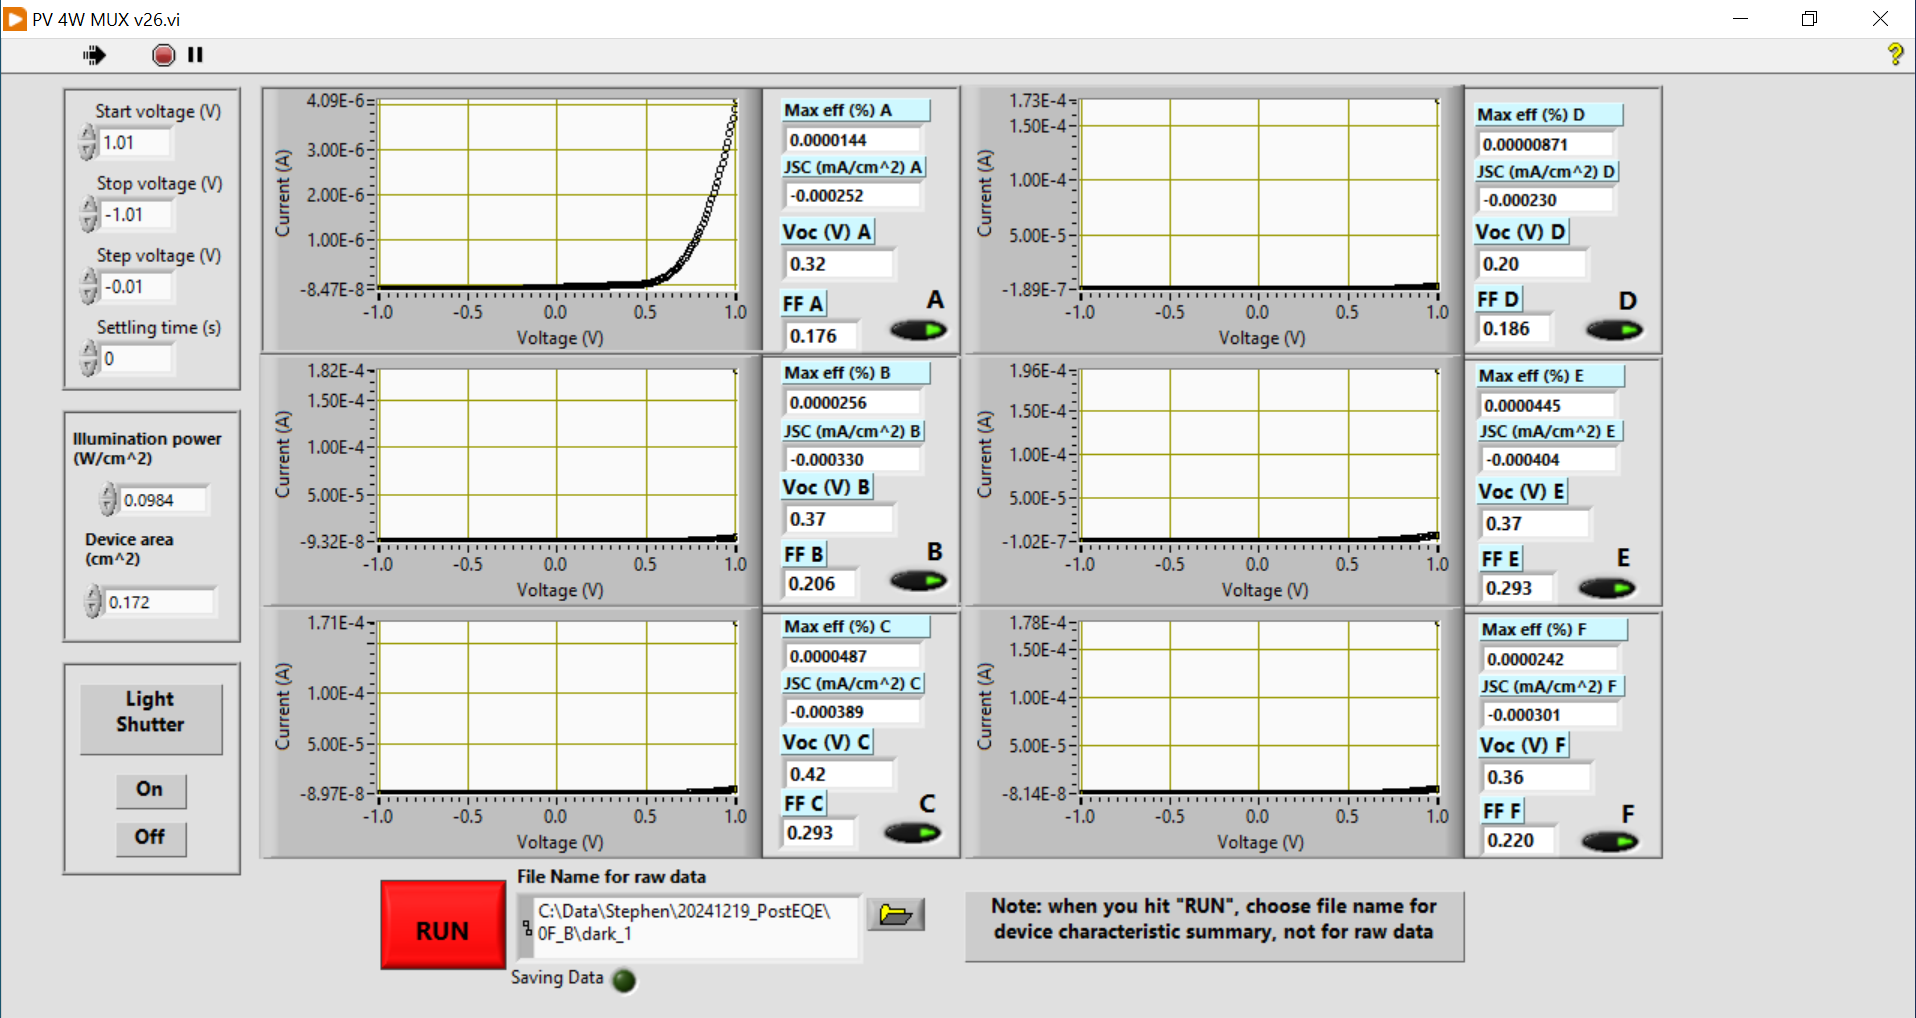 PV 4W MUX v26.vi
?
Start voltage (V)
1.01
Stop voltage (V)
-1.01
Step voltage (V)
-0.01
Settling time (s)
0
Illumination power
(W/cm^2)
0.0984
Device area
(cm^2)
0.172
Light
Shutter
On
Off
4.09E-6
3.00E-6
2.00E-6
1.00E-6
-8.47E-8
Current (A)
-1.0 -0.5 0.0 0.5 1.0
Voltage (V)
Max eff (%) A
0.0000144
JSC (mA/cm^2) A
-0.000252
Voc (V) A
0.32
FF A
0.176
A
1.73E-4
1.50E-4
1.00E-4
5.00E-5
-1.89E-7
Current (A)
-1.0 -0.5 0.0 0.5 1.0
Voltage (V)
Max eff (%) D
0.00000871
JSC (mA/cm^2) D
-0.000230
Voc (V) D
0.20
FF D
0.186
D
1.82E-4
1.50E-4
1.00E-4
5.00E-5
-9.32E-8
Current (A)
-1.0 -0.5 0.0 0.5 1.0
Voltage (V)
Max eff (%) B
0.0000256
JSC (mA/cm^2) B
-0.000330
Voc (V) B
0.37
FF B
0.206
B
1.96E-4
1.50E-4
1.00E-4
5.00E-5
-1.02E-7
Current (A)
-1.0 -0.5 0.0 0.5 1.0
Voltage (V)
Max eff (%) E
0.0000445
JSC (mA/cm^2) E
-0.000404
Voc (V) E
0.37
FF E
0.293
E
1.71E-4
1.00E-4
5.00E-5
-8.97E-8
Current (A)
-1.0 -0.5 0.0 0.5 1.0
Voltage (V)
Max eff (%) C
0.0000487
JSC (mA/cm^2) C
-0.000389
Voc (V) C
0.42
FF C
0.293
C
1.78E-4
1.50E-4
1.00E-4
5.00E-5
-8.14E-8
Current (A)
-1.0 -0.5 0.0 0.5 1.0
Voltage (V)
Max eff (%) F
0.0000242
JSC (mA/cm^2) F
-0.000301
Voc (V) F
0.36
FF F
0.220
F
RUN
File Name for raw data
C:\Data\Stephen\20241219_PostEQE\
0F_B\dark_1
Saving Data
Note: when you hit "RUN", choose file name for
device characteristic summary, not for raw data